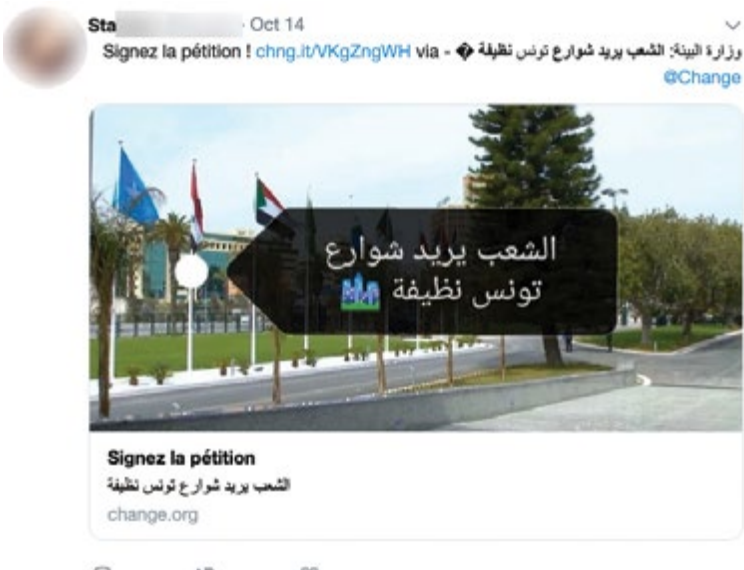 Sta
· Oct 14
وزارة البيئة: الشعب يريد شوارع تونس نظيفة � - Signez la pétition ! chng.it/VKgZngWH via
@Change
الشعب يريد شوارع
تونس نظيفة 🏙️
Signez la pétition
الشعب يريد شوارع تونس نظيفة
change.org